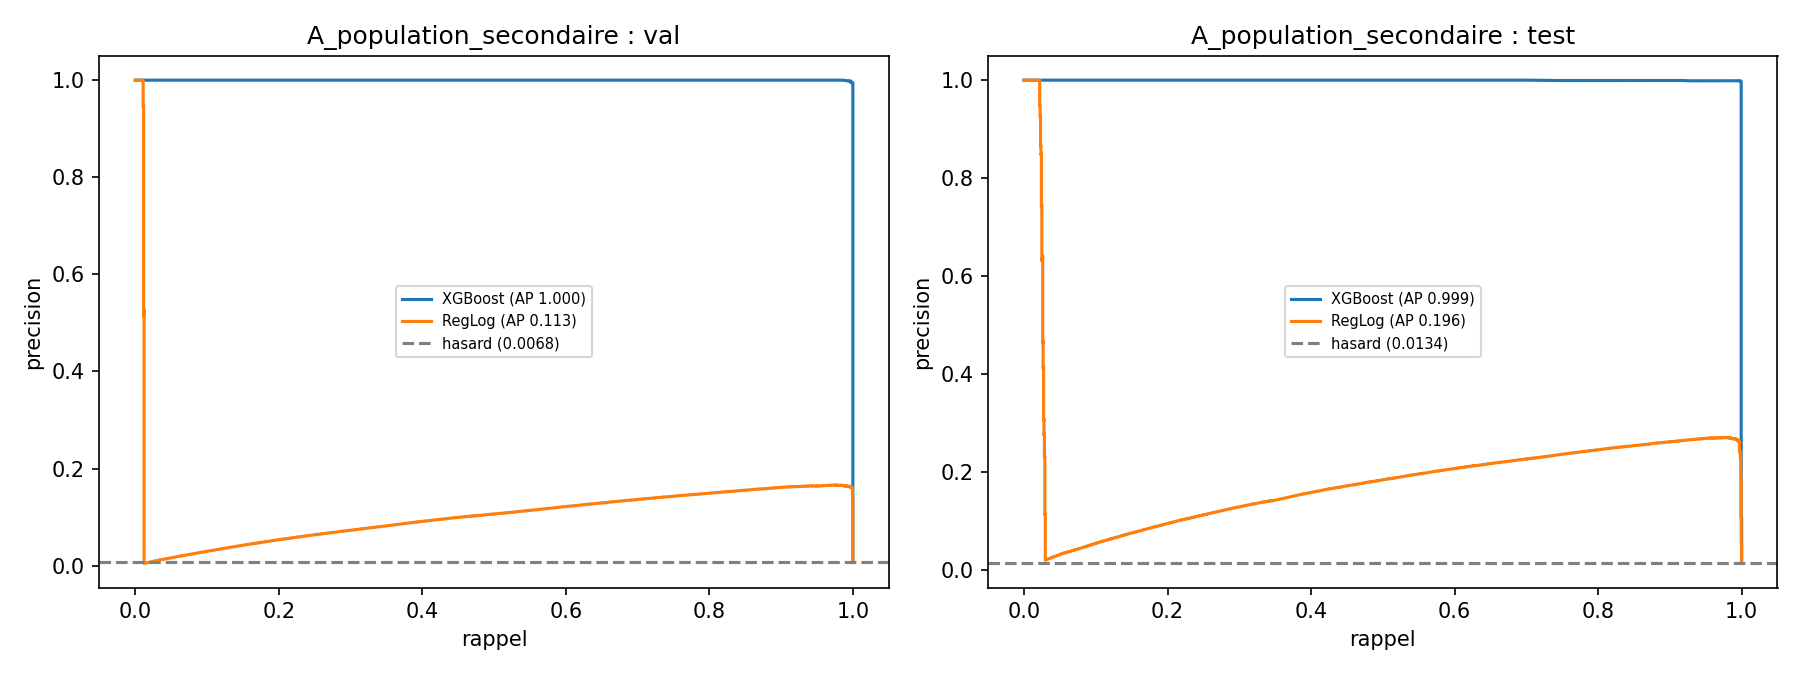 A_population_secondaire : val
precision
1.0
0.8
0.6
0.4
0.2
0.0
XGBoost (AP 1.000)
RegLog (AP 0.113)
hasard (0.0068)
0.0 0.2 0.4 0.6 0.8 1.0
rappel
A_population_secondaire : test
precision
1.0
0.8
0.6
0.4
0.2
0.0
XGBoost (AP 0.999)
RegLog (AP 0.196)
hasard (0.0134)
0.0 0.2 0.4 0.6 0.8 1.0
rappel